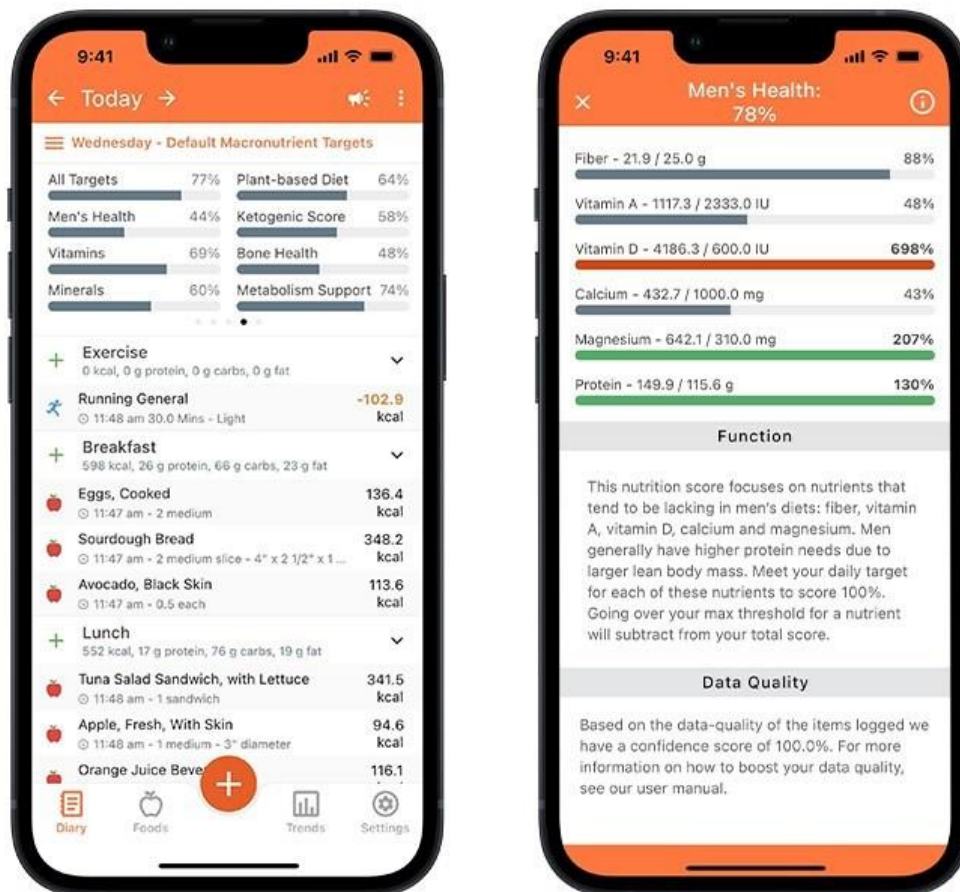 9:41
Today
Wednesday - Default Macronutrient Targets
All Targets 77% Plant-based Diet 64%
Men's Health 44% Ketogenic Score 58%
Vitamins 69% Bone Health 48%
Minerals 60% Metabolism Support 74%
Exercise
0 kcal, 0 g protein, 0 g carbs, 0 g fat
Running General -102.9
11:48 am 30.0 Mins - Light kcal
Breakfast
598 kcal, 26 g protein, 66 g carbs, 23 g fat
Eggs, Cooked 136.4
11:47 am - 2 medium kcal
Sourdough Bread 348.2
11:47 am - 2 medium slice - 4" x 2 1/2" x 1 ... kcal
Avocado, Black Skin 113.6
11:47 am - 0.5 each kcal
Lunch
552 kcal, 17 g protein, 76 g carbs, 19 g fat
Tuna Salad Sandwich, with Lettuce 341.5
11:48 am - 1 sandwich kcal
Apple, Fresh, With Skin 94.6
11:48 am - 1 medium - 3" diameter kcal
Orange Juice 116.1
Diary Foods Trends Settings
9:41
Men's Health:
78%
Fiber - 21.9 / 25.0 g 88%
Vitamin A - 1117.3 / 2333.0 IU 48%
Vitamin D - 4186.3 / 600.0 IU 698%
Calcium - 432.7 / 1000.0 mg 43%
Magnesium - 642.1 / 310.0 mg 207%
Protein - 149.9 / 115.6 g 130%
Function
This nutrition score focuses on nutrients that
tend to be lacking in men's diets: fiber, vitamin
A, vitamin D, calcium and magnesium. Men
generally have higher protein needs due to
larger lean body mass. Meet your daily target
for each of these nutrients to score 100%.
Going over your max threshold for a nutrient
will subtract from your total score.
Data Quality
Based on the data-quality of the items logged we
have a confidence score of 100.0%. For more
information on how to boost your data quality,
see our user manual.